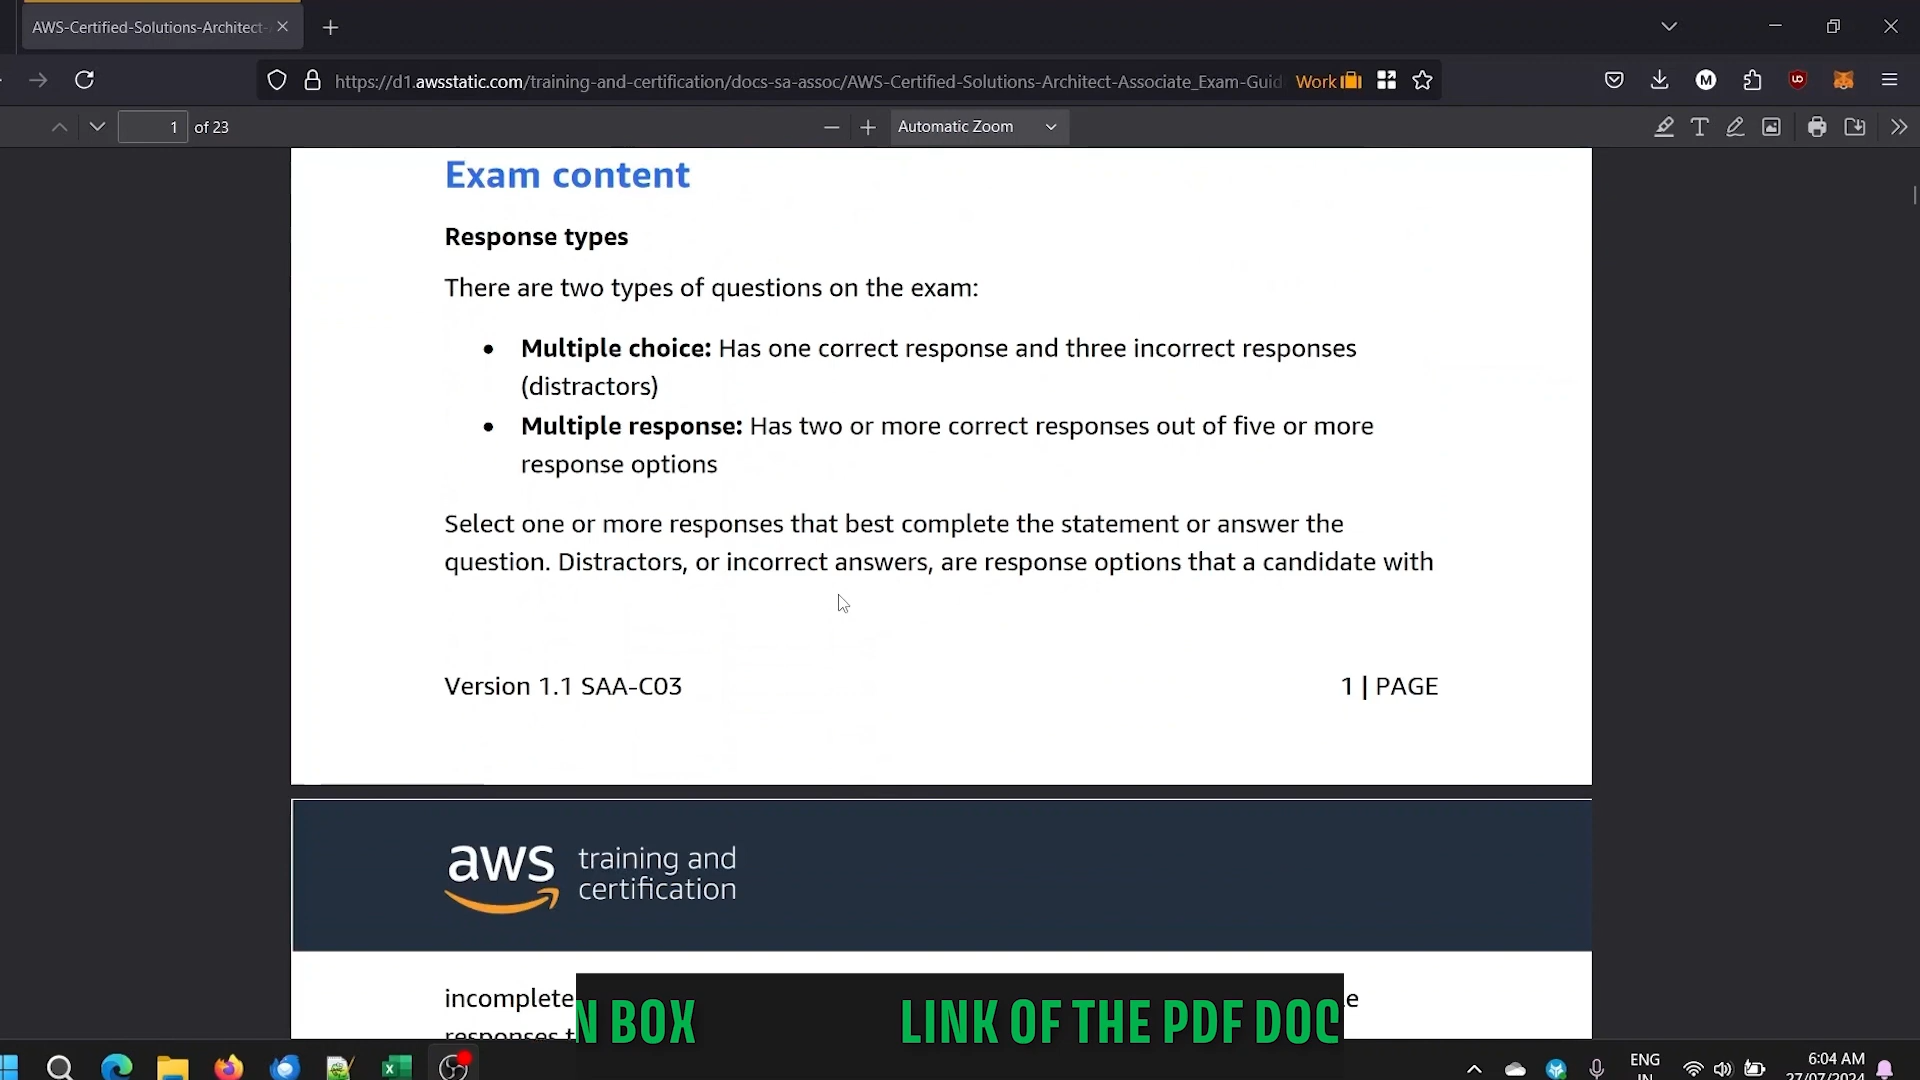 AWS-Certified-Solutions-Architect-
https://d1.awsstatic.com/training-and-certification/docs-sa-assoc/AWS-Certified-Solutions-Architect-Associate_Exam-Guid
Work
M
1 of 23
Automatic Zoom
Exam content
Response types
There are two types of questions on the exam:
• Multiple choice: Has one correct response and three incorrect responses
(distractors)
• Multiple response: Has two or more correct responses out of five or more
response options
Select one or more responses that best complete the statement or answer the
question. Distractors, or incorrect answers, are response options that a candidate with
Version 1.1 SAA-C03
1 | PAGE
aws training and
certification
incomplete
responses
N BOX LINK OF THE PDF DOC
ENG
IN
6:04 AM
27/07/2024